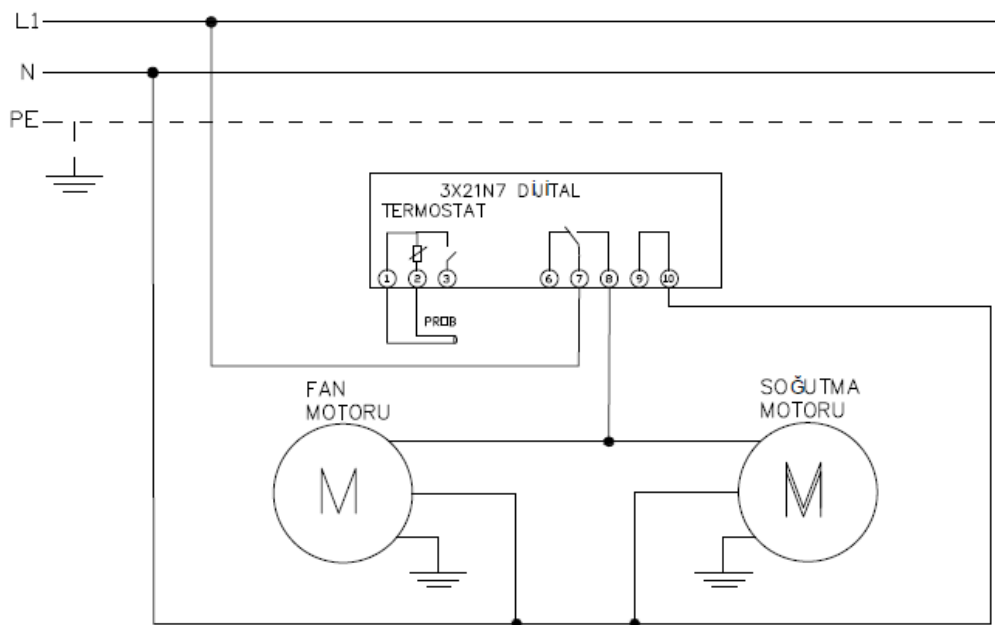 L1
N
PE
3X21N7 DİJİTAL
TERMOSTAT
1 2 3 6 7 8 9 10
PROB
FAN
MOTORU
SOĞUTMA
MOTORU
M M